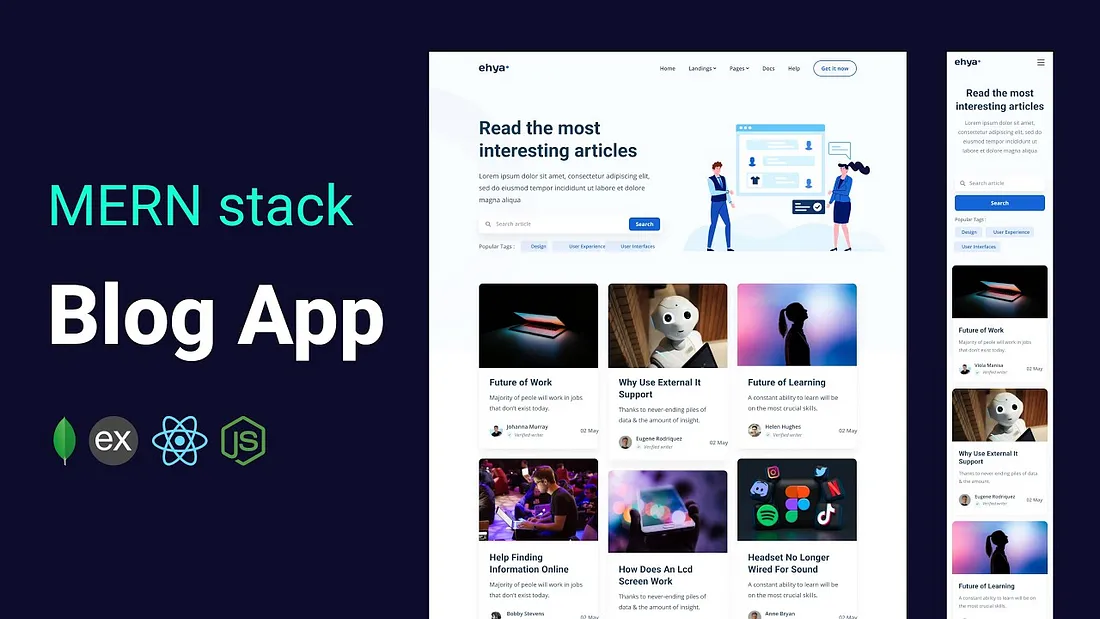 MERN stack
Blog App
ex
JS
ehya
Home Landings Pages Docs Help Get it now
Read the most
interesting articles
Lorem ipsum dolor sit amet, consectetur adipiscing elit,
sed do eiusmod tempor incididunt ut labore et dolore
magna aliqua
Search article Search
Popular Tags : Design User Experience User Interfaces
Future of Work
Majority of peole will work in jobs
that don't exist today.
Johanna Murray
Verified writer
02 May
Why Use External It
Support
Thanks to never-ending piles of
data & the amount of insight.
Eugene Rodriquez
Verified writer
02 May
Future of Learning
A constant ability to learn will be
on the most crucial skills.
Helen Hughes
Verified writer
02 May
Help Finding
Information Online
Majority of peole will work in jobs
that don't exist today.
Bobby Stevens
02 May
How Does An Lcd
Screen Work
Thanks to never-ending piles of
data & the amount of insight.
Headset No Longer
Wired For Sound
A constant ability to learn will be
on the most crucial skills.
Anne Bryan
02 May
ehya
Read the most
interesting articles
Lorem ipsum dolor sit amet,
consectetur adipiscing elit, sed do
eiusmod tempor incididunt ut labore et
dolore magna aliqua
Search article
Search
Popular Tags :
Design User Experience
User Interfaces
Future of Work
Majority of peole will work in jobs
that don't exist today.
Viola Manisa
Verified writer
02 May
Why Use External It
Support
Thanks to never-ending piles of data
& the amount.
Eugene Rodriquez
Verified writer
02 May
Future of Learning
A constant ability to learn will be on the
most crucial skills.